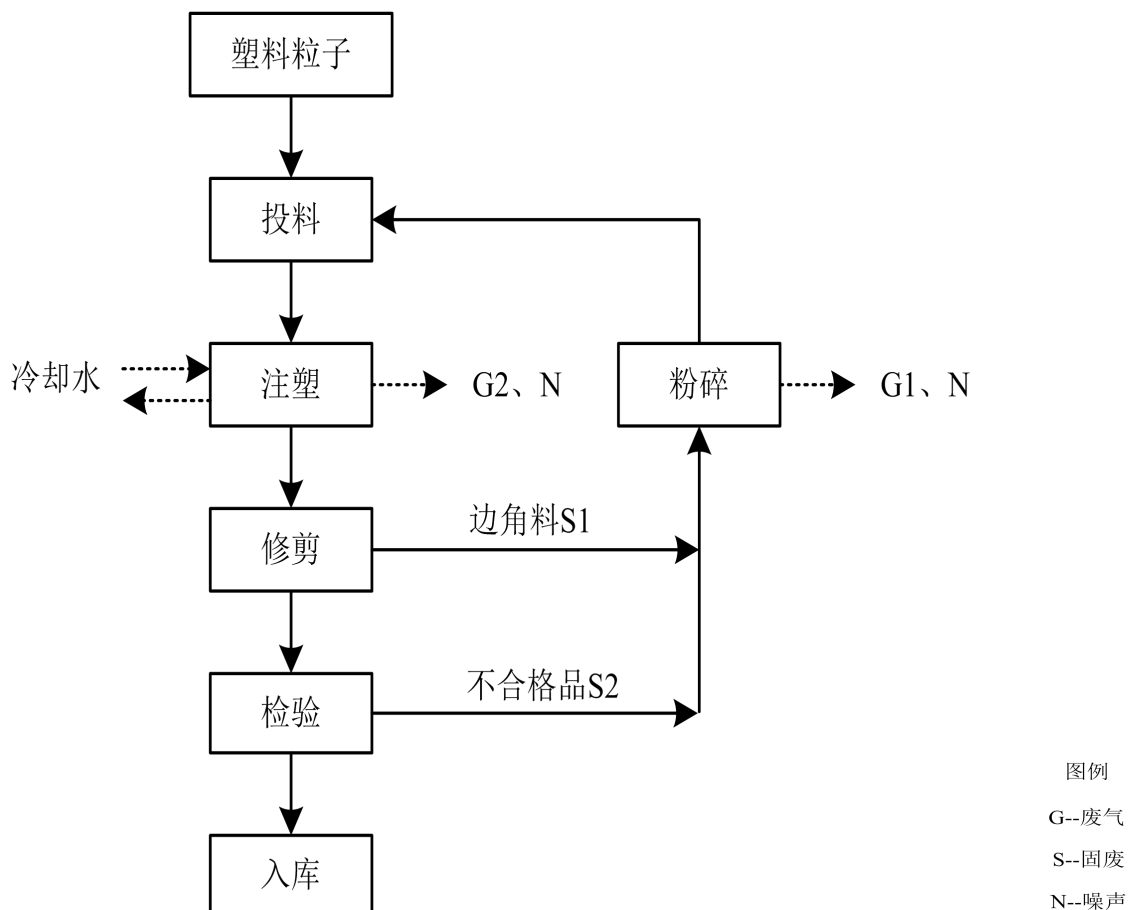 塑料粒子
投料
冷却水
注塑
G2、N
粉碎
G1、N
修剪
边角料S1
检验
不合格品S2
入库
图例
G--废气
S--固废
N--噪声